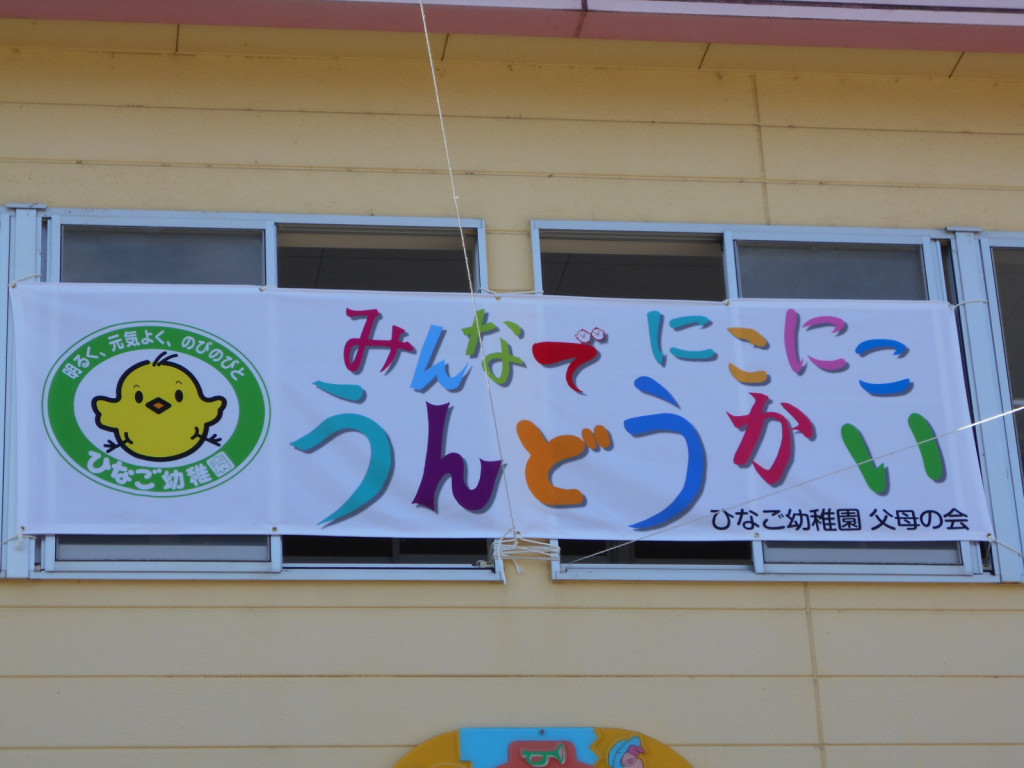 明るく、元気よく、のびのびと
ひなご幼稚園
みんなで にこにこ
うんどうかい
ひなご幼稚園 父母の会